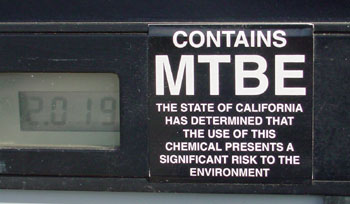 2.019
CONTAINS
MTBE
THE STATE OF CALIFORNIA
HAS DETERMINED THAT
THE USE OF THIS
CHEMICAL PRESENTS A
SIGNIFICANT RISK TO THE
ENVIRONMENT